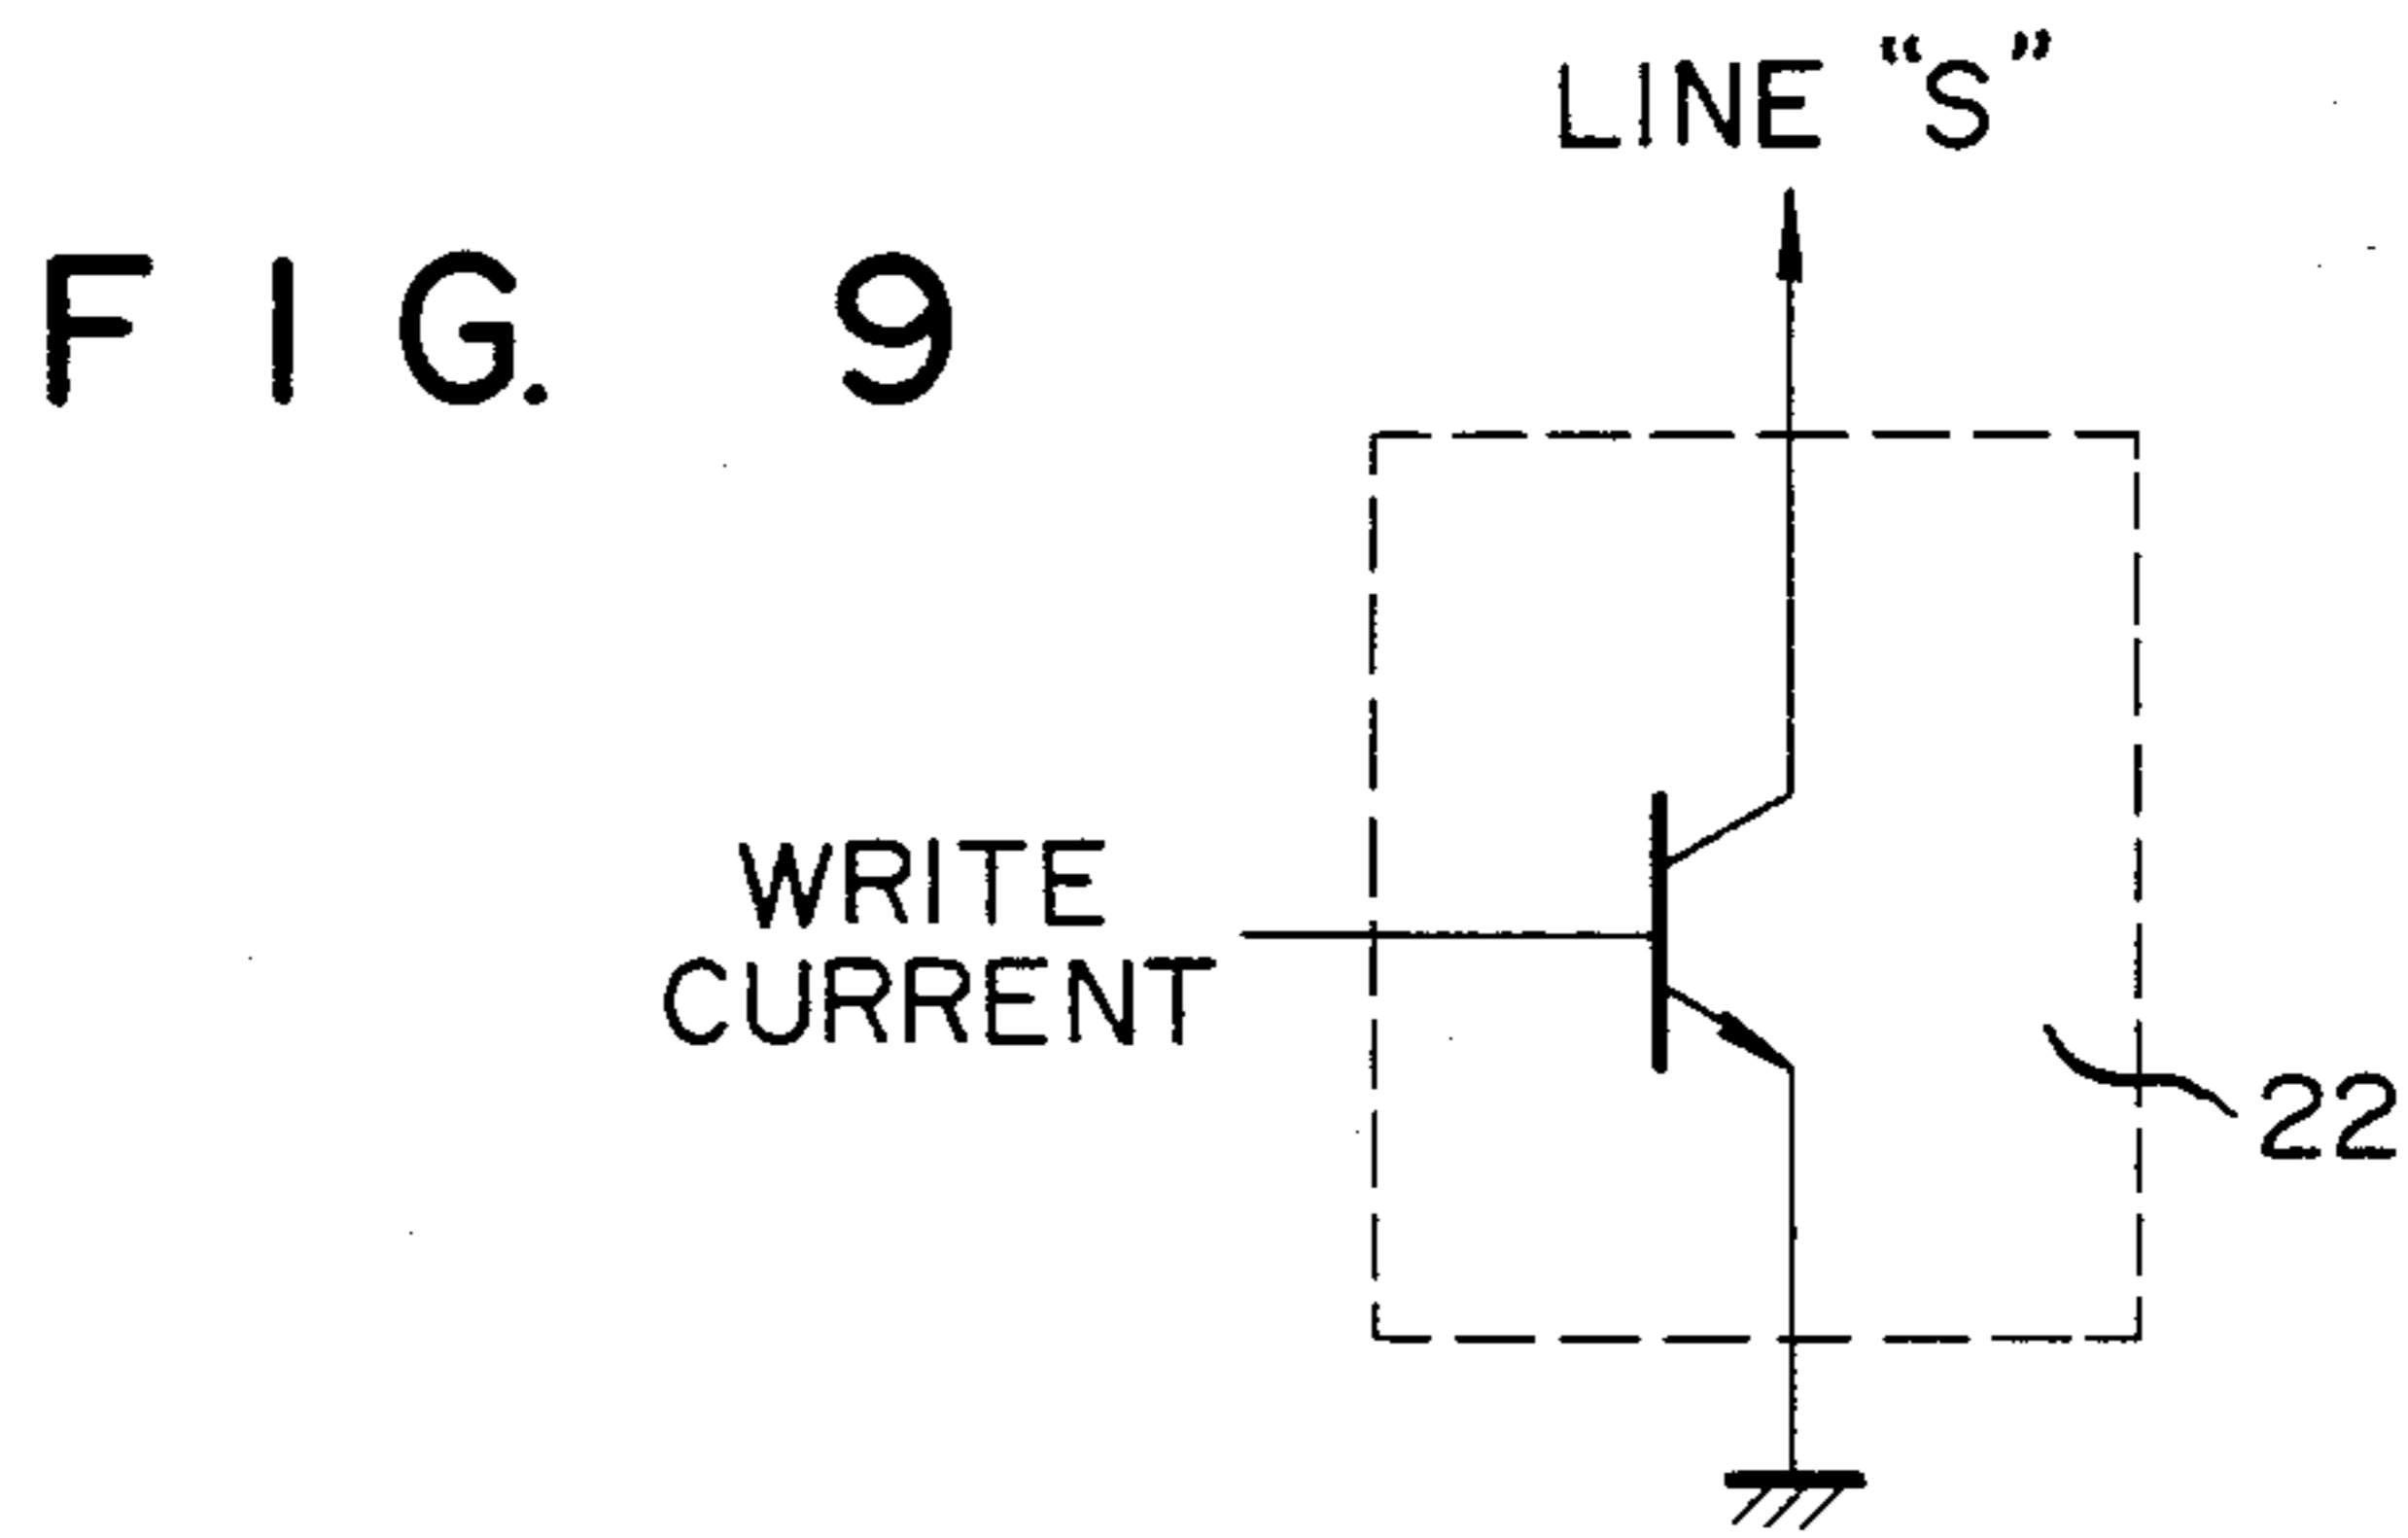 LINE “S”
FIG. 9
WRITE
CURRENT
22